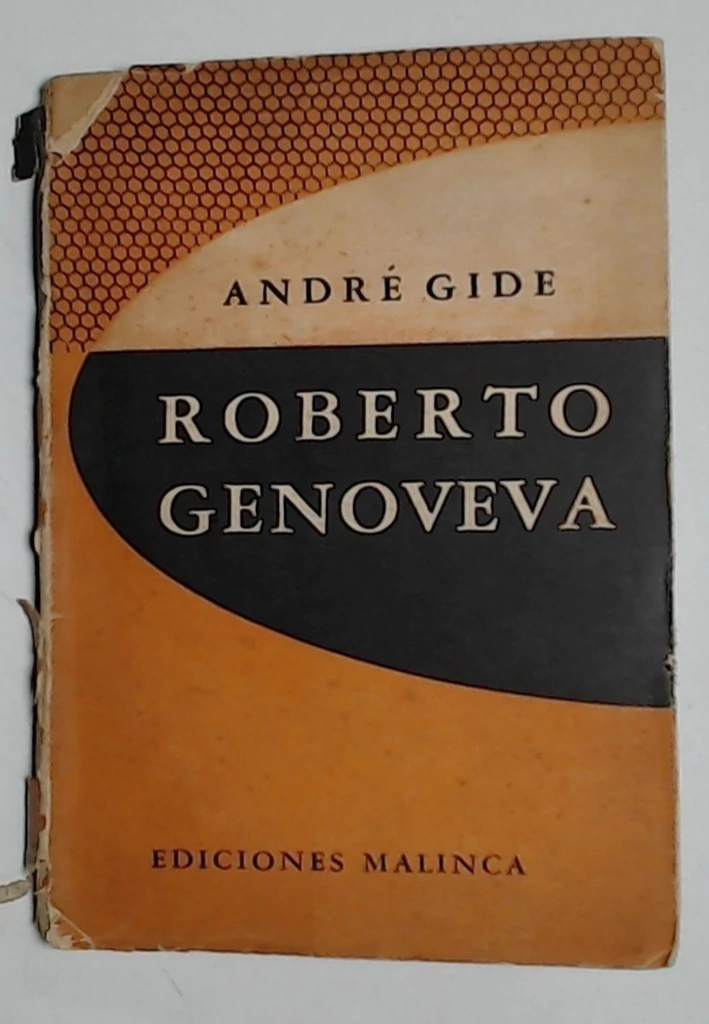 ANDRÉ GIDE
ROBERTO
GENOVEVA
EDICIONES MALINCA